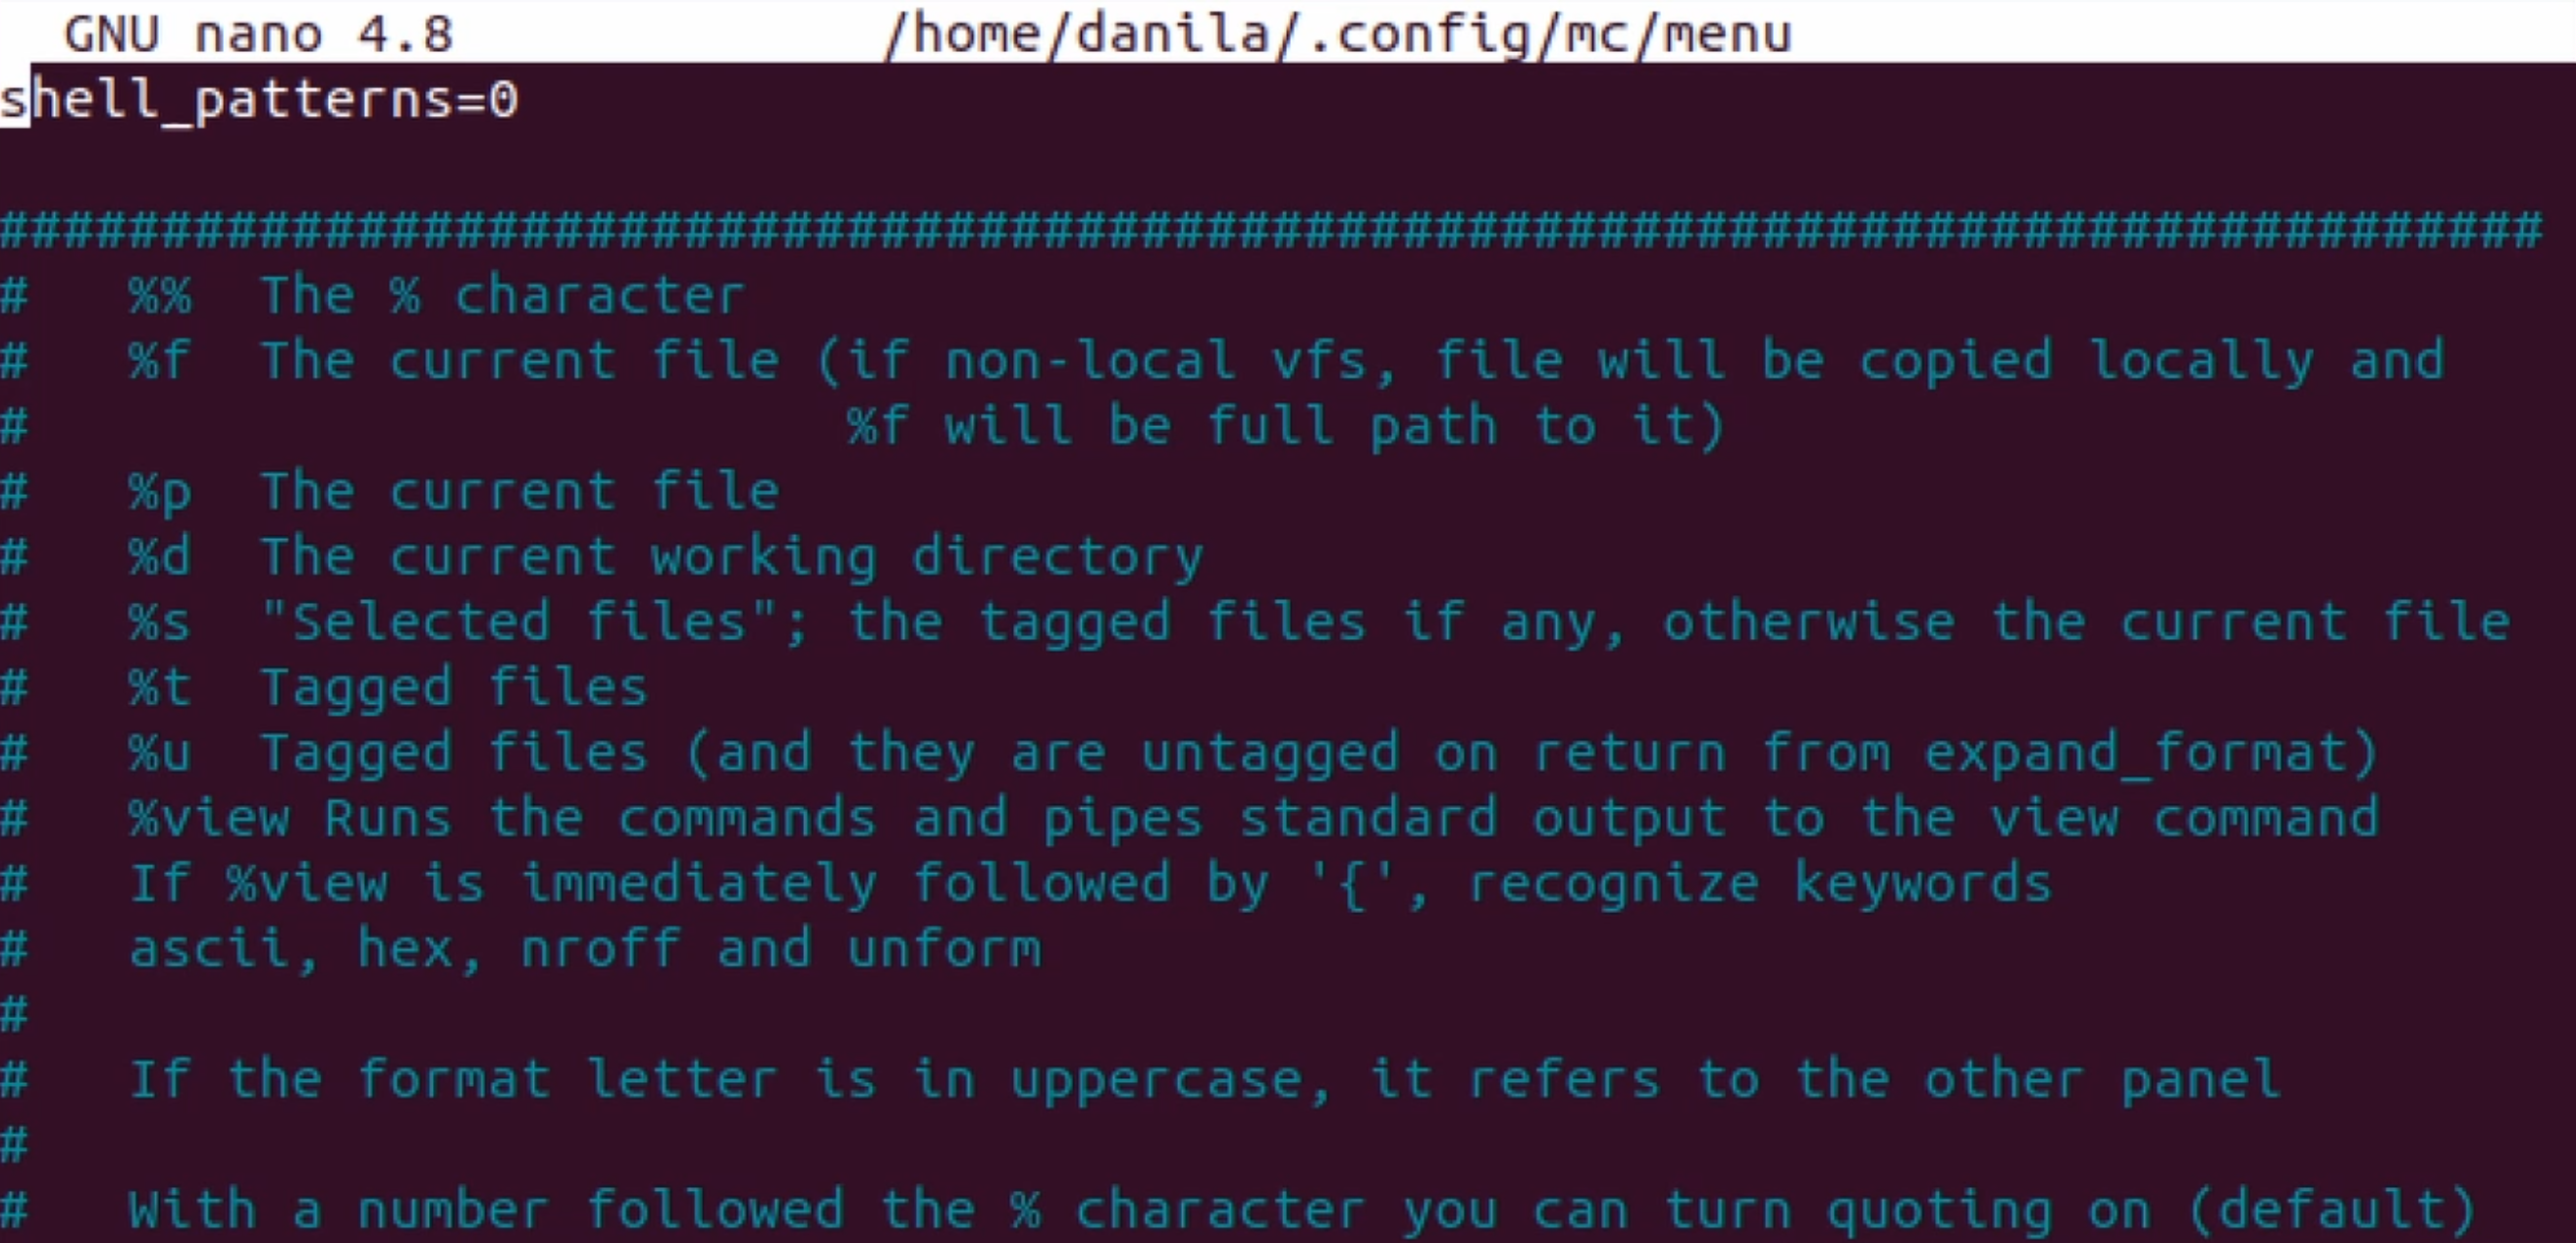 GNU nano 4.8 /home/danila/.config/mc/menu
shell_patterns=0
##############################################################################
# %% The % character
# %f The current file (if non-local vfs, file will be copied locally and
# %f will be full path to it)
# %p The current file
# %d The current working directory
# %s "Selected files"; the tagged files if any, otherwise the current file
# %t Tagged files
# %u Tagged files (and they are untagged on return from expand_format)
# %view Runs the commands and pipes standard output to the view command
# If %view is immediately followed by '{', recognize keywords
# ascii, hex, nroff and unform
#
# If the format letter is in uppercase, it refers to the other panel
#
# With a number followed the % character you can turn quoting on (default)